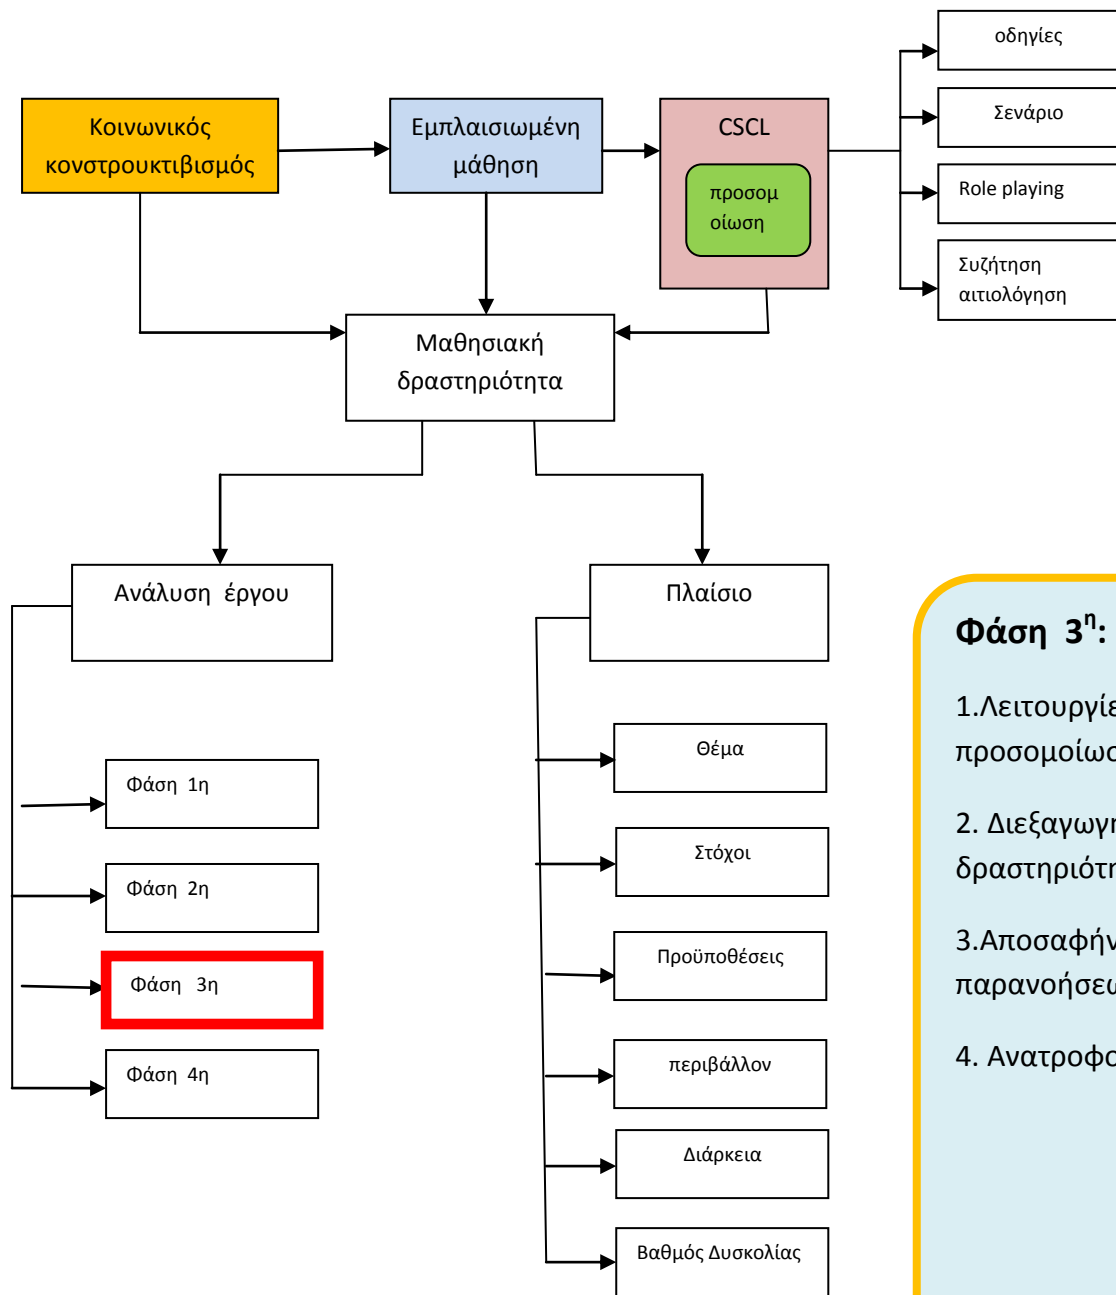 οδηγίες
Κοινωνικός
κονστρουκτιβισμός
Εμπλαισιωμένη
μάθηση
CSCL
προσομ
οίωση
Σενάριο
Role playing
Συζήτηση
αιτιολόγηση
Μαθησιακή
δραστηριότητα
Ανάλυση έργου
Πλαίσιο
Φάση 1η
Φάση 2η
Φάση 3η
Φάση 4η
Θέμα
Στόχοι
Προϋποθέσεις
περιβάλλον
Διάρκεια
Βαθμός Δυσκολίας
Φάση 3η:
1.Λειτουργίε
προσομοίωσ
2. Διεξαγωγή
δραστηριότη
3.Αποσαφήν
παρανοήσεω
4. Ανατροφο